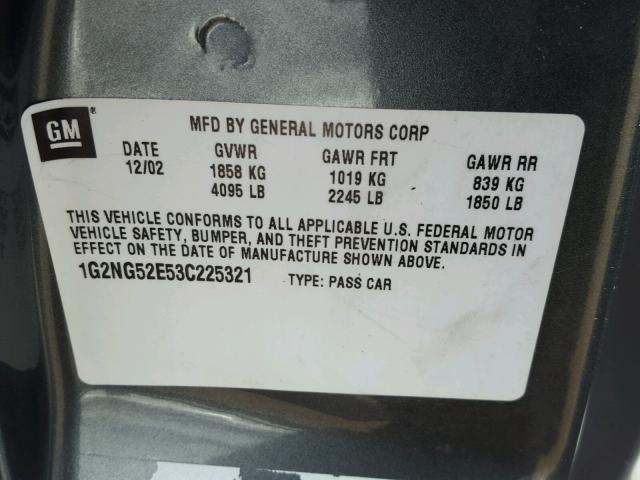 GM® MFD BY GENERAL MOTORS CORP
DATE GVWR GAWR FRT GAWR RR
12/02 1858 KG 1019 KG 839 KG
4095 LB 2245 LB 1850 LB
THIS VEHICLE CONFORMS TO ALL APPLICABLE U.S. FEDERAL MOTOR
VEHICLE SAFETY, BUMPER, AND THEFT PREVENTION STANDARDS IN
EFFECT ON THE DATE OF MANUFACTURE SHOWN ABOVE.
1G2NG52E53C225321 TYPE: PASS CAR